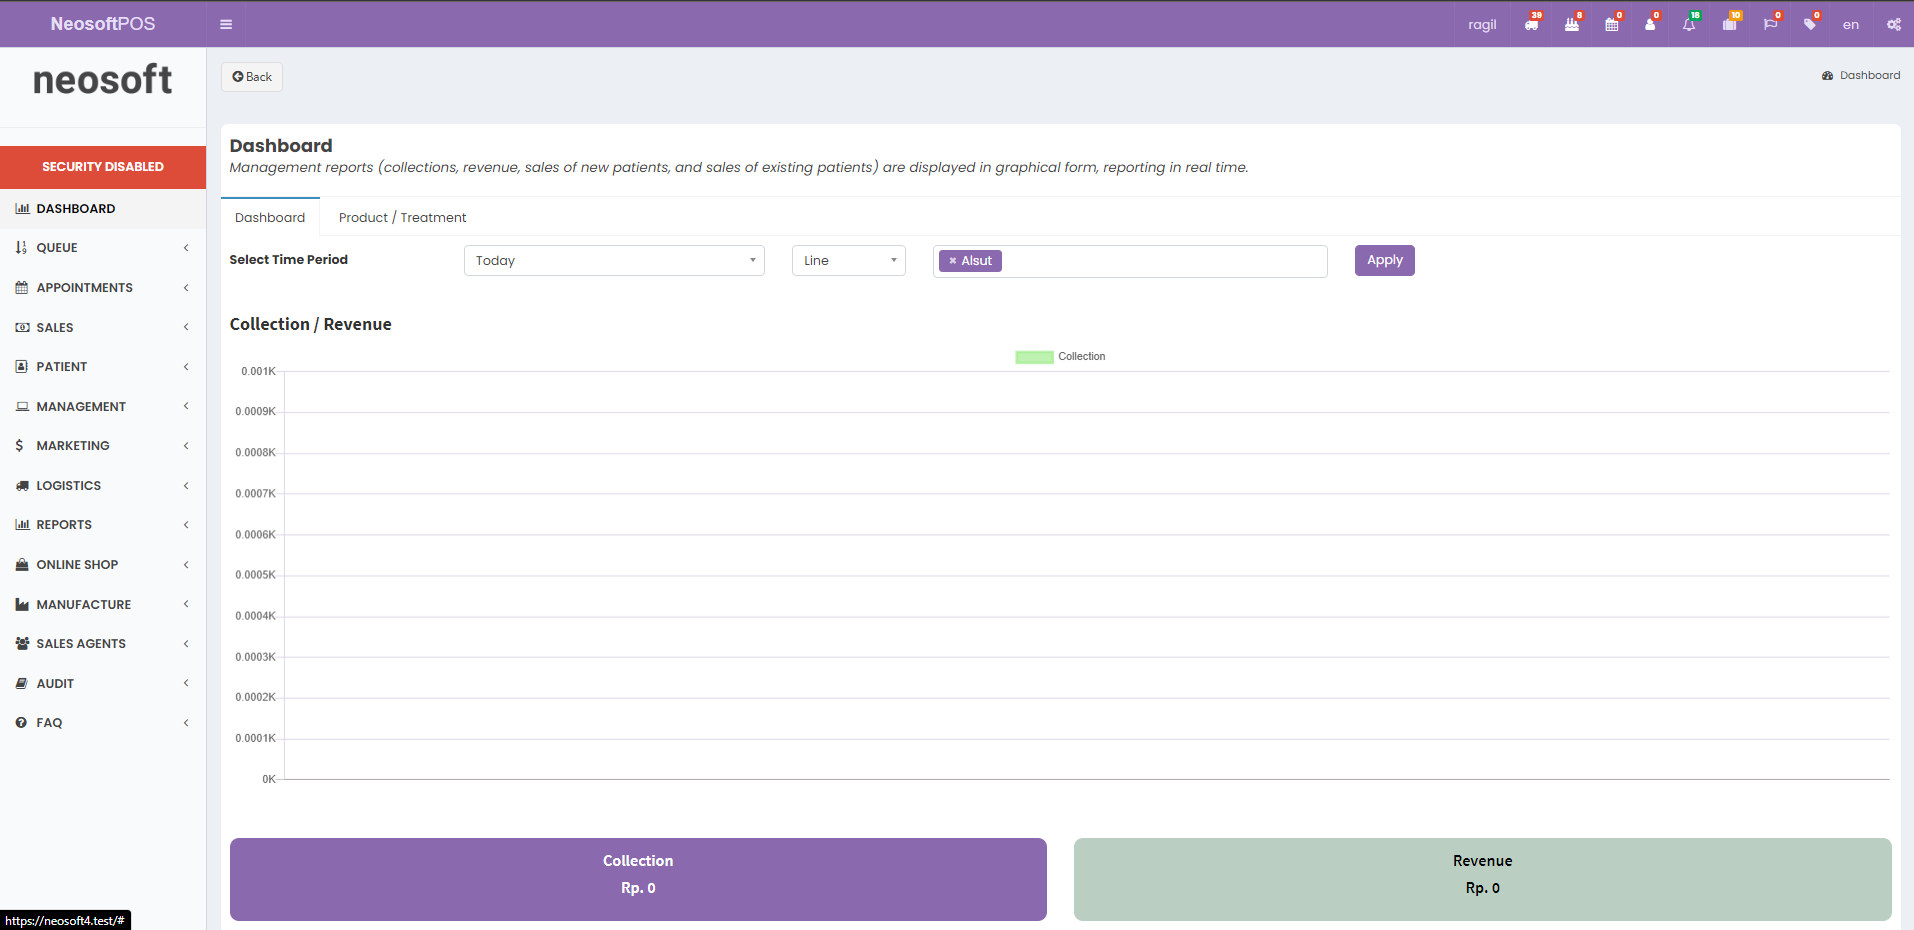 NeosoftPOS
ragil
39
8
0
0
18
10
0
0
en
neosoft
Back
Dashboard
SECURITY DISABLED
DASHBOARD
QUEUE
APPOINTMENTS
SALES
PATIENT
MANAGEMENT
MARKETING
LOGISTICS
REPORTS
ONLINE SHOP
MANUFACTURE
SALES AGENTS
AUDIT
FAQ
Dashboard
Management reports (collections, revenue, sales of new patients, and sales of existing patients) are displayed in graphical form, reporting in real time.
Dashboard
Product / Treatment
Select Time Period
Today
Line
× Alsut
Apply
Collection / Revenue
Collection
0.001K
0.0009K
0.0008K
0.0007K
0.0006K
0.0005K
0.0004K
0.0003K
0.0002K
0.0001K
0K
Collection
Rp. 0
Revenue
Rp. 0
https://neosoft4.test/#